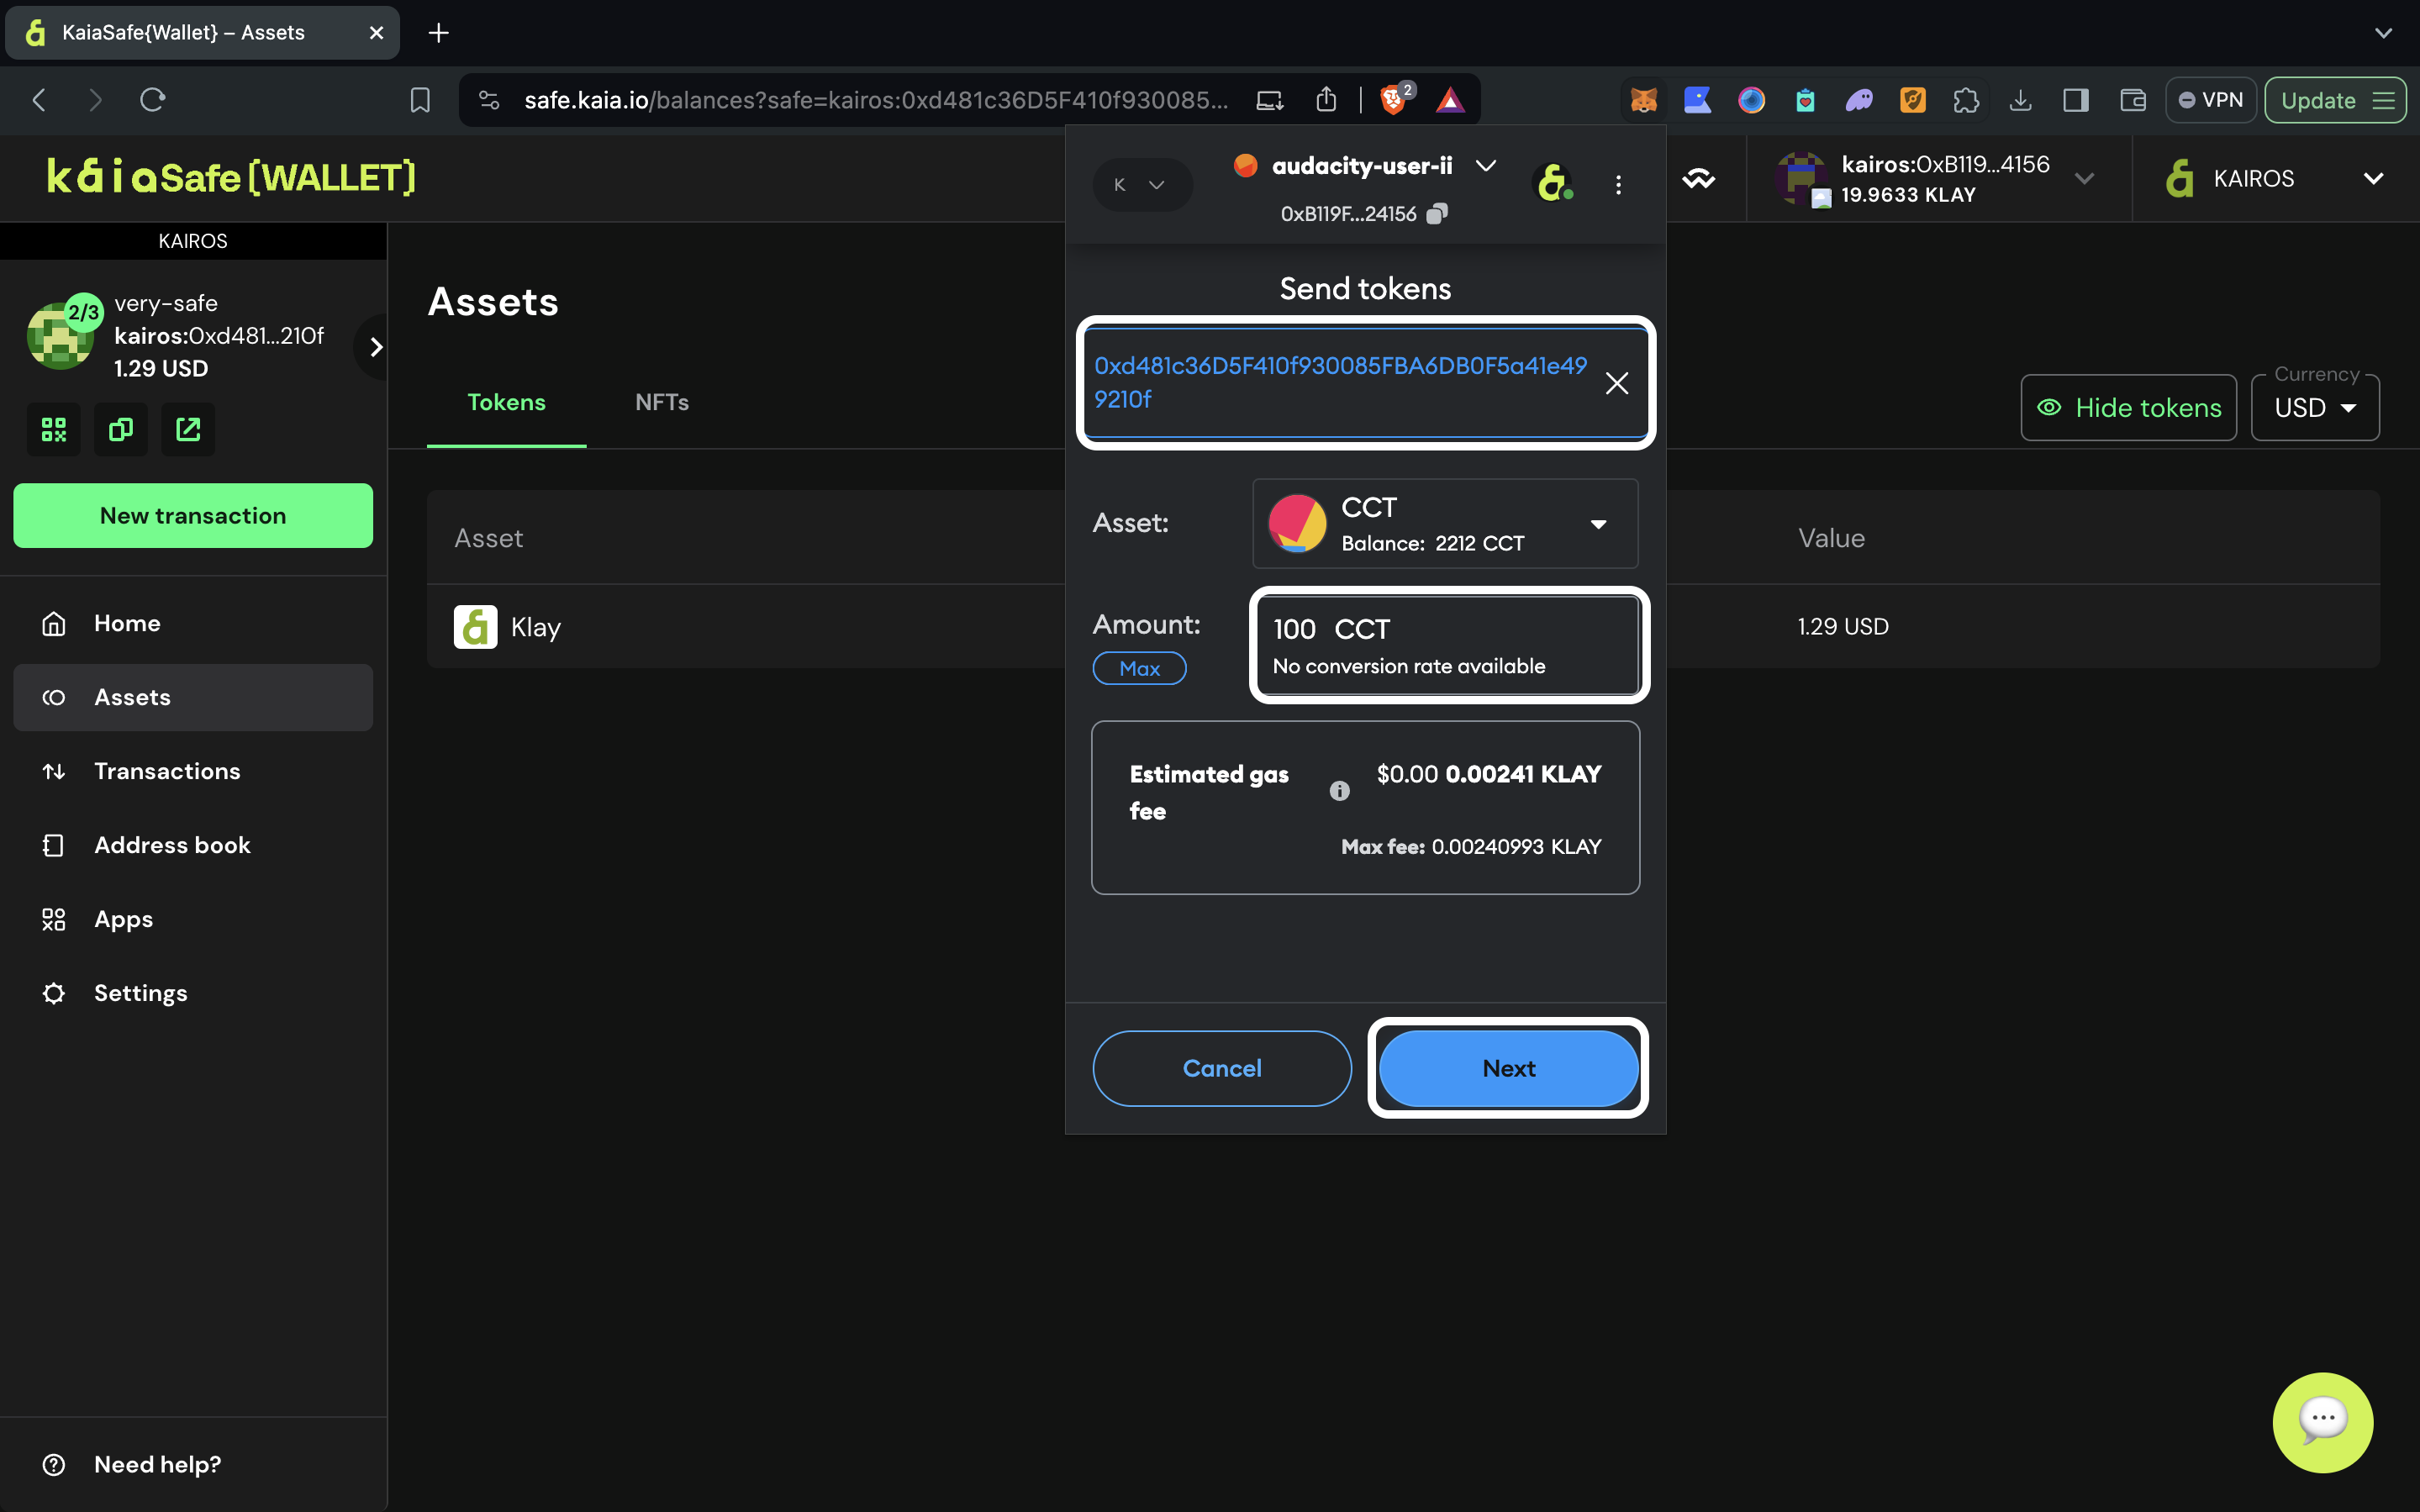 KaiaSafe{Wallet} – Assets
safe.kaia.io/balances?safe=kairos:0xd481c36D5F410f930085...
2
VPN
Update
kaiaSafe{WALLET}
kairos:0xB119...4156
19.9633 KLAY
KAIROS
KAIROS
2/3
very-safe
kairos:0xd481...210f
1.29 USD
New transaction
Home
Assets
Transactions
Address book
Apps
Settings
Need help?
Assets
Tokens
NFTs
Hide tokens
Currency
USD
Asset
Value
Klay
1.29 USD
K
audacity-user-ii
0xB119F...24156
Send tokens
0xd481c36D5F410f930085FBA6DB0F5a41e49
9210f
Asset:
CCT
Balance: 2212 CCT
Amount:
Max
100 CCT
No conversion rate available
Estimated gas
fee
$0.00 0.00241 KLAY
Max fee: 0.00240993 KLAY
Cancel
Next